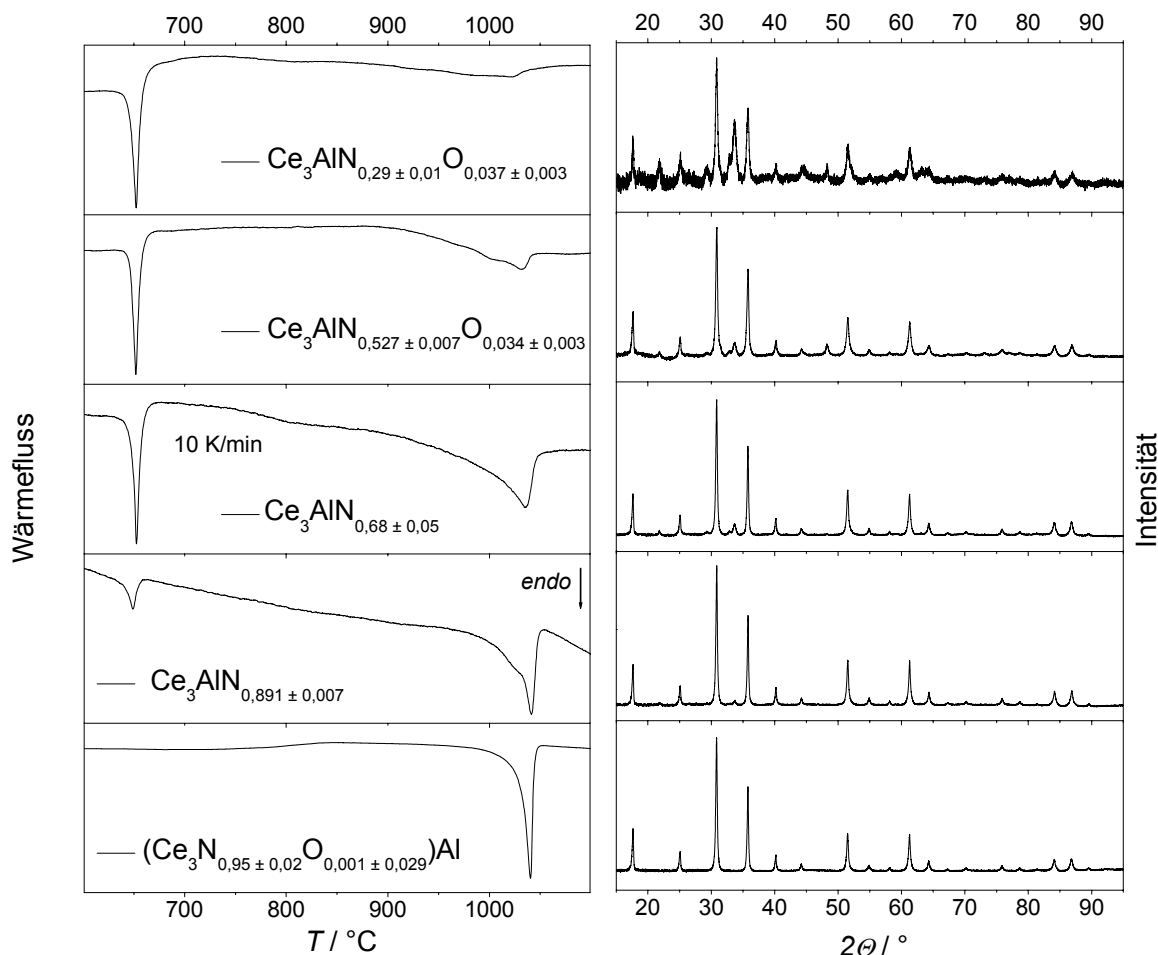 700 800 900 1000
20 30 40 50 60 70 80 90
Ce3AlN0,29 ± 0,01O0,037 ± 0,003
Ce3AlN0,527 ± 0,007O0,034 ± 0,003
10 K/min
Ce3AlN0,68 ± 0,05
endo
Ce3AlN0,891 ± 0,007
(Ce3N0,95 ± 0,02O0,001 ± 0,029)Al
Wärmefluss
Intensität
700 800 900 1000
20 30 40 50 60 70 80 90
T / °C
2Θ / °